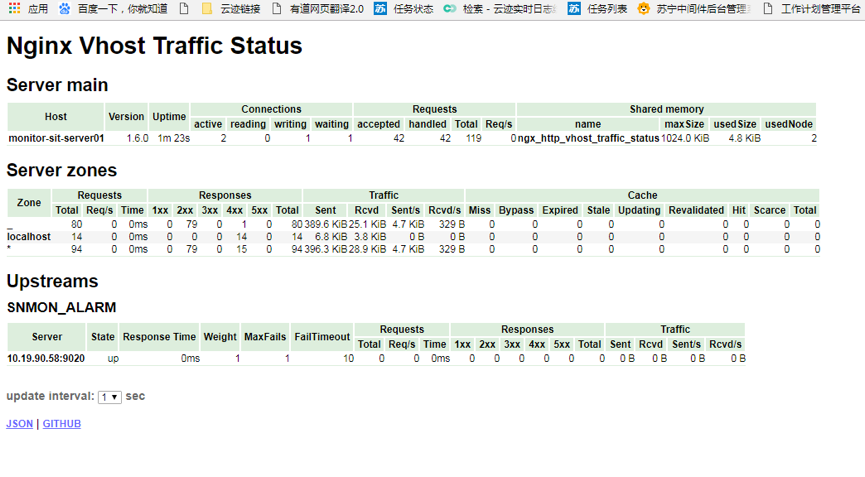 应用 百度一下，你就知道 云迹链接 有道网页翻译2.0 苏 任务状态 检索 - 云迹实时日志 苏 任务列表 苏宁中间件后台管理 工作计划管理平台
Nginx Vhost Traffic Status
Server main
Host Version Uptime Connections Requests Shared memory
active reading writing waiting accepted handled Total Req/s name maxSize usedSize usedNode
monitor-sit-server01 1.6.0 1m 23s 2 0 1 1 42 42 119 0 ngx_http_vhost_traffic_status 1024.0 KiB 4.8 KiB 2
Server zones
Zone Requests Responses Traffic Cache
Total Req/s Time 1xx 2xx 3xx 4xx 5xx Total Sent Rcvd Sent/s Rcvd/s Miss Bypass Expired Stale Updating Revalidated Hit Scarce Total
_ 80 0 0ms 0 79 0 1 0 80 389.6 KiB 25.1 KiB 4.7 KiB 329 B 0 0 0 0 0 0 0 0 0
localhost 14 0 0ms 0 0 0 14 0 14 6.8 KiB 3.8 KiB 0 B 0 B 0 0 0 0 0 0 0 0 0
* 94 0 0ms 0 79 0 15 0 94 396.3 KiB 28.9 KiB 4.7 KiB 329 B 0 0 0 0 0 0 0 0 0
Upstreams
SNMON_ALARM
Server State Response Time Weight MaxFails FailTimeout Requests Responses Traffic
Total Req/s Time 1xx 2xx 3xx 4xx 5xx Total Sent Rcvd Sent/s Rcvd/s
10.19.90.58:9020 up 0ms 1 1 10 0 0 0ms 0 0 0 0 0 0 0 B 0 B 0 B 0 B
update interval: 1 sec
JSON | GITHUB